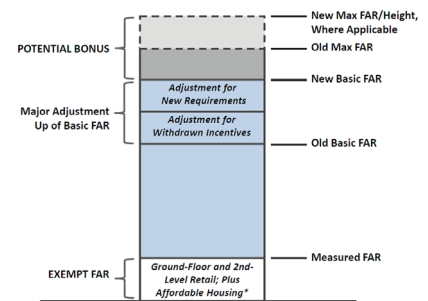 New Max FAR/Height,
Where Applicable
POTENTIAL BONUS
Old Max FAR
New Basic FAR
Adjustment for
New Requirements
Major Adjustment
Up of Basic FAR
Adjustment for
Withdrawn Incentives
Old Basic FAR
Measured FAR
EXEMPT FAR
Ground-Floor and 2nd-
Level Retail; Plus
Affordable Housing*